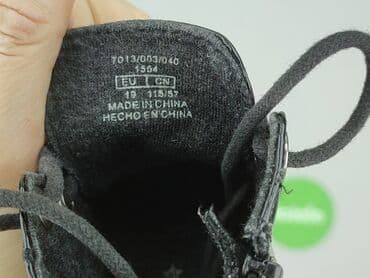 7013/003/040
1504
EU CN
19 115/57
MADE IN CHINA
HECHO EN CHINA